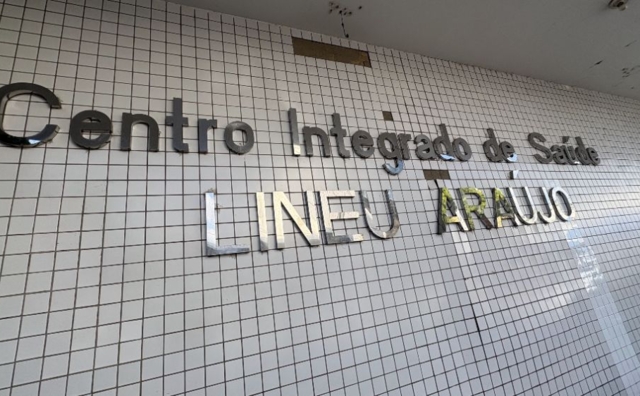 Centro Integrado de Saúde
LINEU ARAÚJO